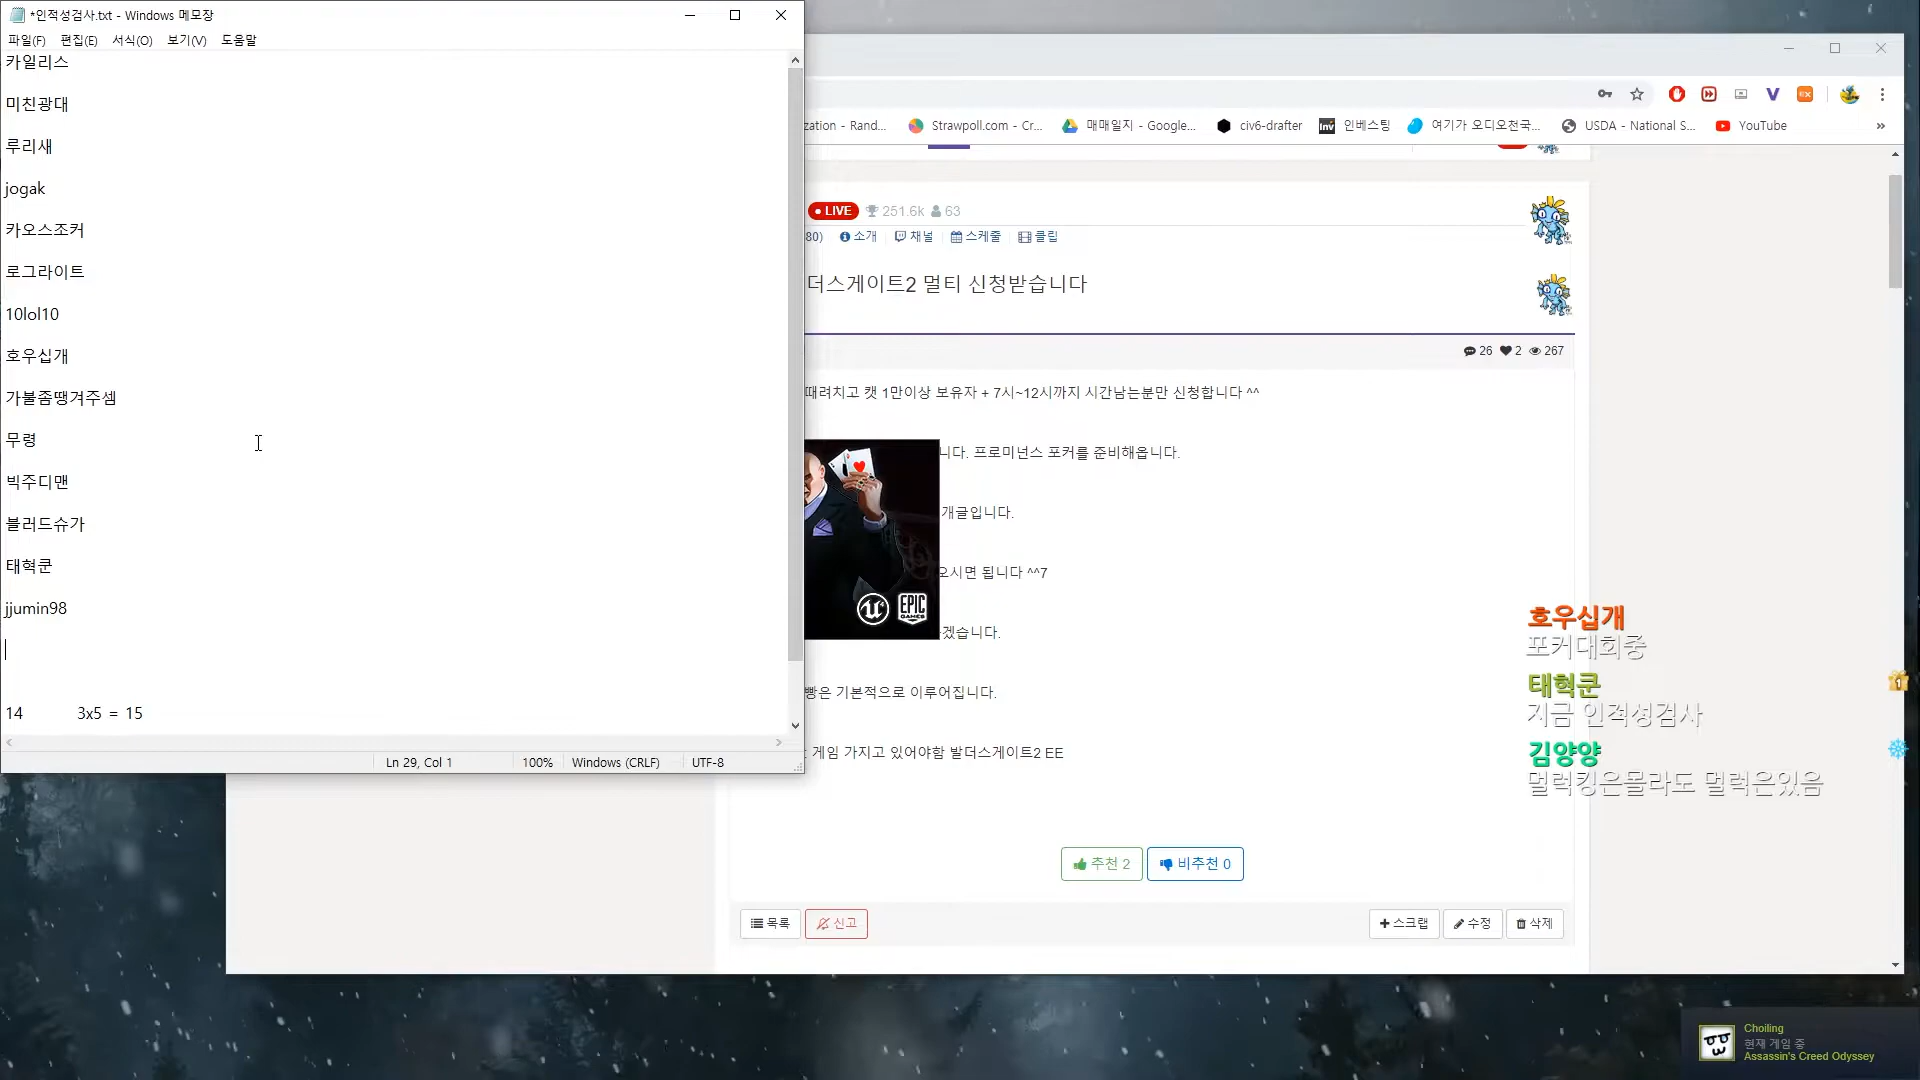 *인적성검사.txt - Windows 메모장
파일(F) 편집(E) 서식(O) 보기(V) 도움말
카일리스
미친광대
루리새
jogak
카오스조커
로그라이트
10lol10
호우십개
가불좀땡겨주셈
무령
빅주디맨
블러드슈가
태혁쿤
jjumin98
14 3x5 = 15
Ln 29, Col 1 100% Windows (CRLF) UTF-8
zation - Rand... Strawpoll.com - Cr... 매매일지 - Google... civ6-drafter 인베스팅 여기가 오디오천국... USDA - National S... YouTube »
LIVE 251.6k 63
80) 소개 채널 스케줄 클립
더스게이트2 멀티 신청받습니다
26 2 267
때려치고 캣 1만이상 보유자 + 7시~12시까지 시간남는분만 신청합니다 ^^
니다. 프로미넌스 포커를 준비해옵니다.
개글입니다.
오시면 됩니다 ^^7
EPIC
GAMES
겠습니다.
빵은 기본적으로 이루어집니다.
게임 가지고 있어야함 발더스게이트2 EE
추천 2 비추천 0
목록 신고 스크랩 수정 삭제
호우십개
포커대회중
태혁쿤
지금 인적성검사
김양양
멀럭킹은몰라도 멀럭은있음
Choiling
현재 게임 중
Assassin's Creed Odyssey